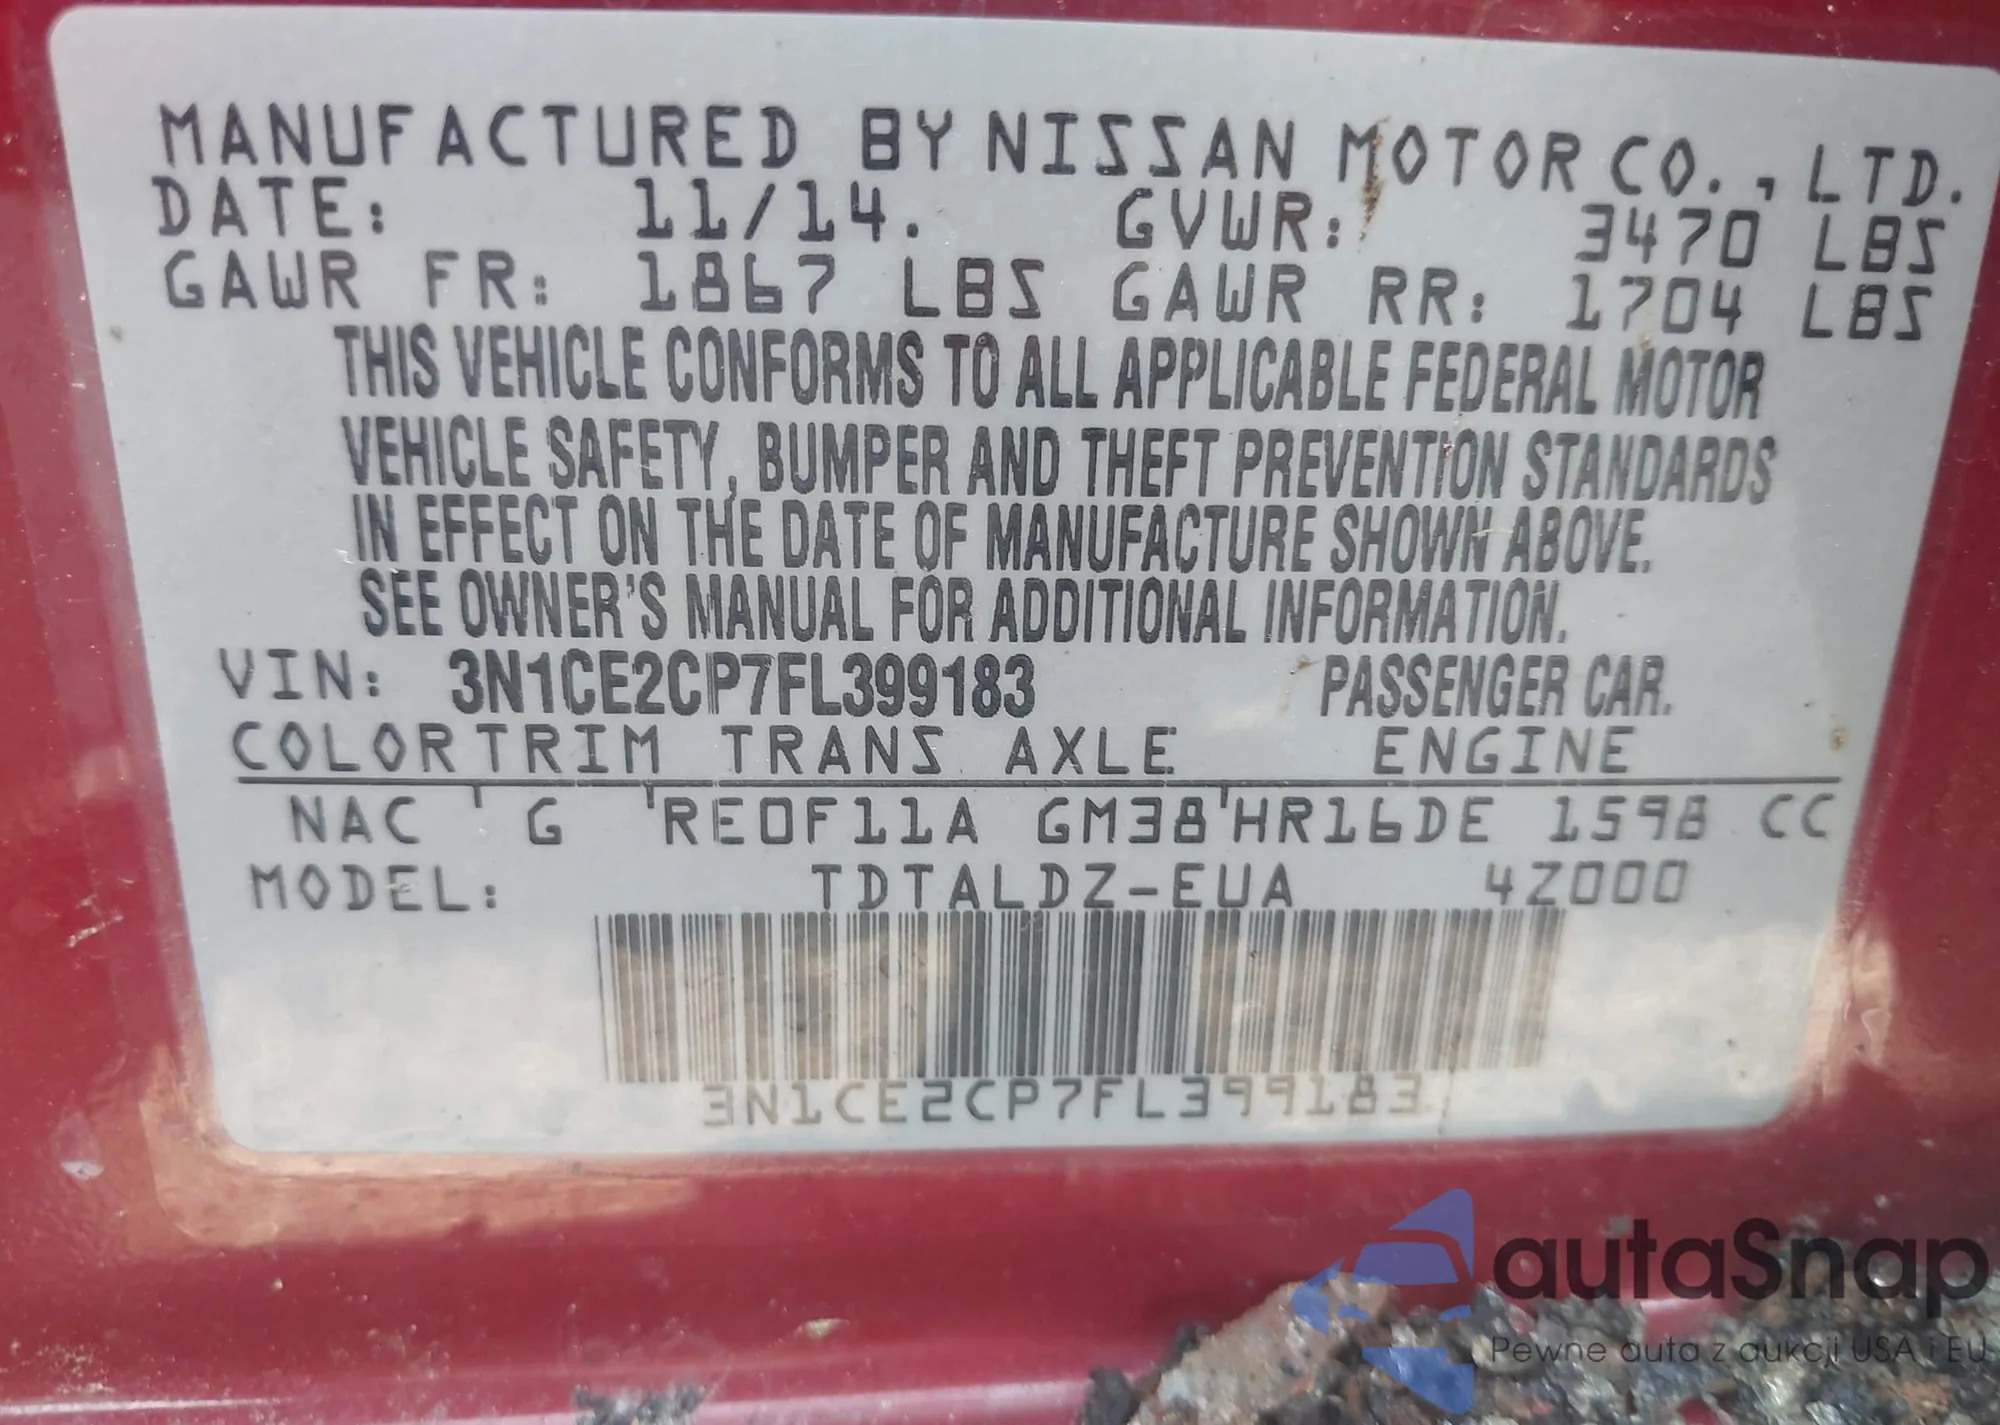 MANUFACTURED BY NISSAN MOTOR CO., LTD.
DATE: 11/14. GVWR: 3470 LBS
GAWR FR: 1867 LBS GAWR RR: 1704 LBS
THIS VEHICLE CONFORMS TO ALL APPLICABLE FEDERAL MOTOR
VEHICLE SAFETY, BUMPER AND THEFT PREVENTION STANDARDS
IN EFFECT ON THE DATE OF MANUFACTURE SHOWN ABOVE.
SEE OWNER'S MANUAL FOR ADDITIONAL INFORMATION.
VIN: 3N1CE2CP7FL399183 PASSENGER CAR.
COLOR TRIM TRANS AXLE ENGINE
NAC G RE0F11A GM38 HR16DE 1598 CC
MODEL: TDTALDZ-EUA 4Z000
3N1CE2CP7FL399183
autaSnap
Pewne auta z aukcji USA i EU